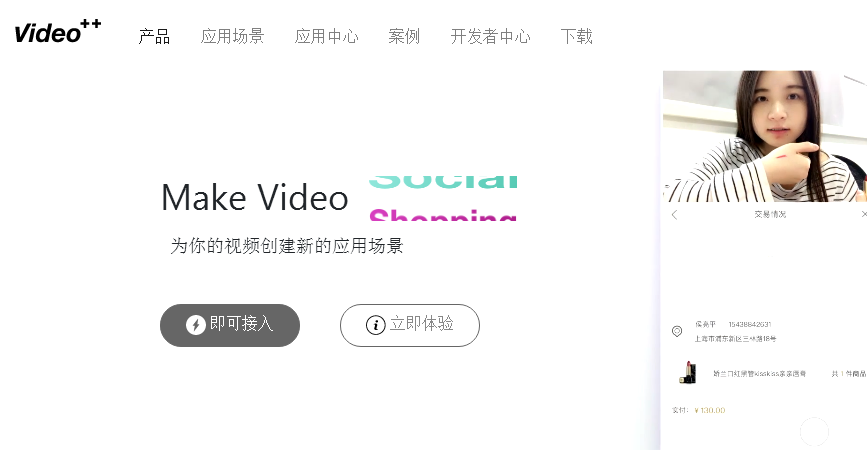 Video++
产品 应用场景 应用中心 案例 开发者中心 下载
Make Video Social
Shopping
为你的视频创建新的应用场景
即可接入 立即体验
交易情况
侯亮平 15438842631
上海市浦东新区三林路18号
娇兰口红黑管kisskiss亲亲唇膏 共1件商品
实付： ¥ 130.00